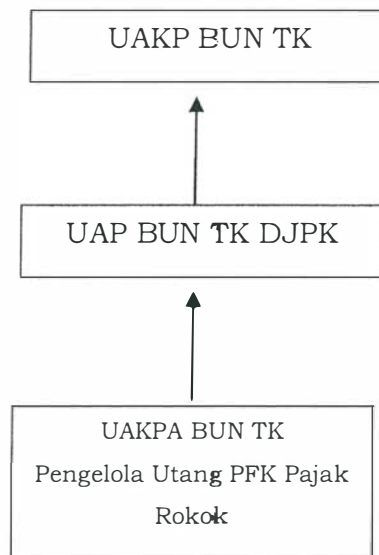 UAKP BUN TK
UAP BUN TK DJPK
UAKPA BUN TK
Pengelola Utang PFK Pajak
Rokok